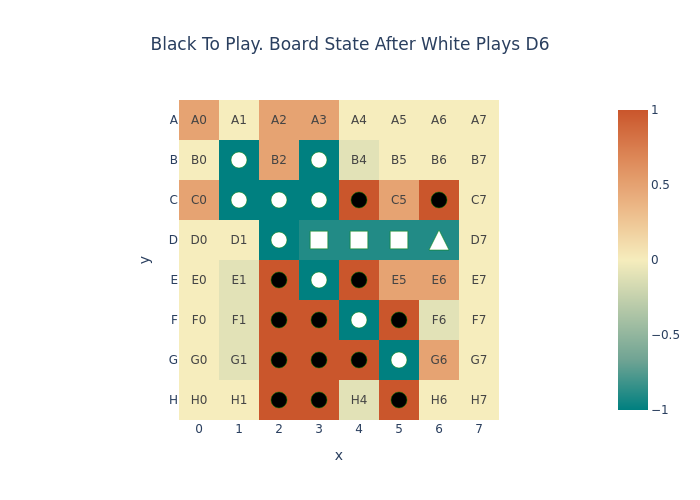 Black To Play. Board State After White Plays D6
A A0 A1 A2 A3 A4 A5 A6 A7
B B0 B2 B4 B5 B6 B7
C C0 C5 C7
D D0 D1 D7
E E0 E1 E5 E6 E7
F F0 F1 F6 F7
G G0 G1 G6 G7
H H0 H1 H4 H6 H7
0 1 2 3 4 5 6 7
x
y
1
0.5
0
−0.5
−1